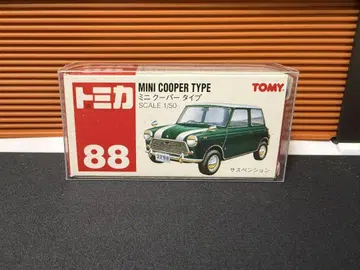 トミカ
88
MINI COOPER TYPE
ミニ クーパー タイプ
SCALE 1/50
TOMY
サスペンション